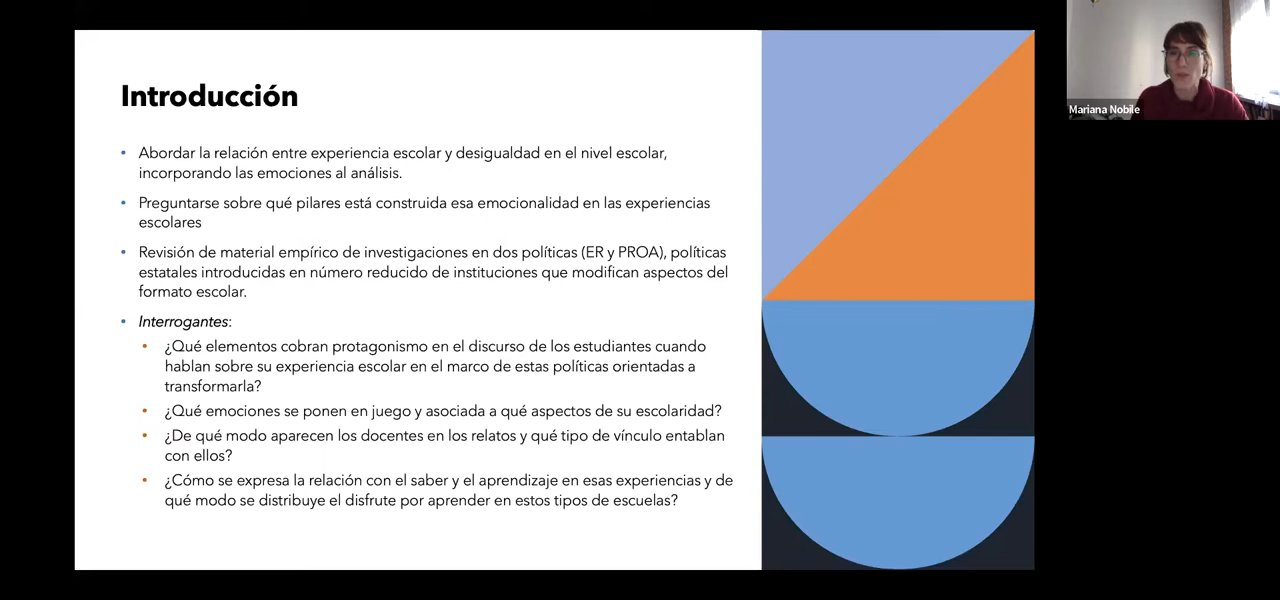 Introducción
Mariana Nobile
• Abordar la relación entre experiencia escolar y desigualdad en el nivel escolar,
incorporando las emociones al análisis.
• Preguntarse sobre qué pilares está construida esa emocionalidad en las experiencias
escolares
• Revisión de material empírico de investigaciones en dos políticas (ER y PROA), políticas
estatales introducidas en número reducido de instituciones que modifican aspectos del
formato escolar.
• Interrogantes:
• ¿Qué elementos cobran protagonismo en el discurso de los estudiantes cuando
hablan sobre su experiencia escolar en el marco de estas políticas orientadas a
transformarla?
• ¿Qué emociones se ponen en juego y asociada a qué aspectos de su escolaridad?
• ¿De qué modo aparecen los docentes en los relatos y qué tipo de vínculo entablan
con ellos?
• ¿Cómo se expresa la relación con el saber y el aprendizaje en esas experiencias y de
qué modo se distribuye el disfrute por aprender en estos tipos de escuelas?